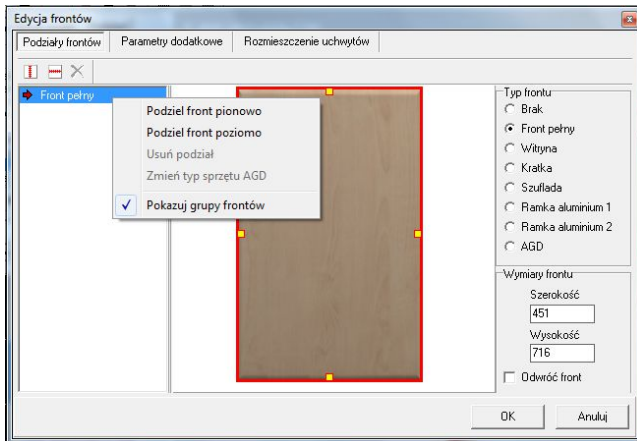 Edycja frontów
Podziały frontów
Parametry dodatkowe
Rozmieszczenie uchwytów
Front pełny
Podziel front pionowo
Podziel front poziomo
Usuń podział
Zmień typ sprzętu AGD
Pokazuj grupy frontów
Typ frontu
Brak
Front pełny
Witryna
Kratka
Szuflada
Ramka aluminium 1
Ramka aluminium 2
AGD
Wymiary frontu
Szerokość
451
Wysokość
716
Odwróć front
OK
Anuluj